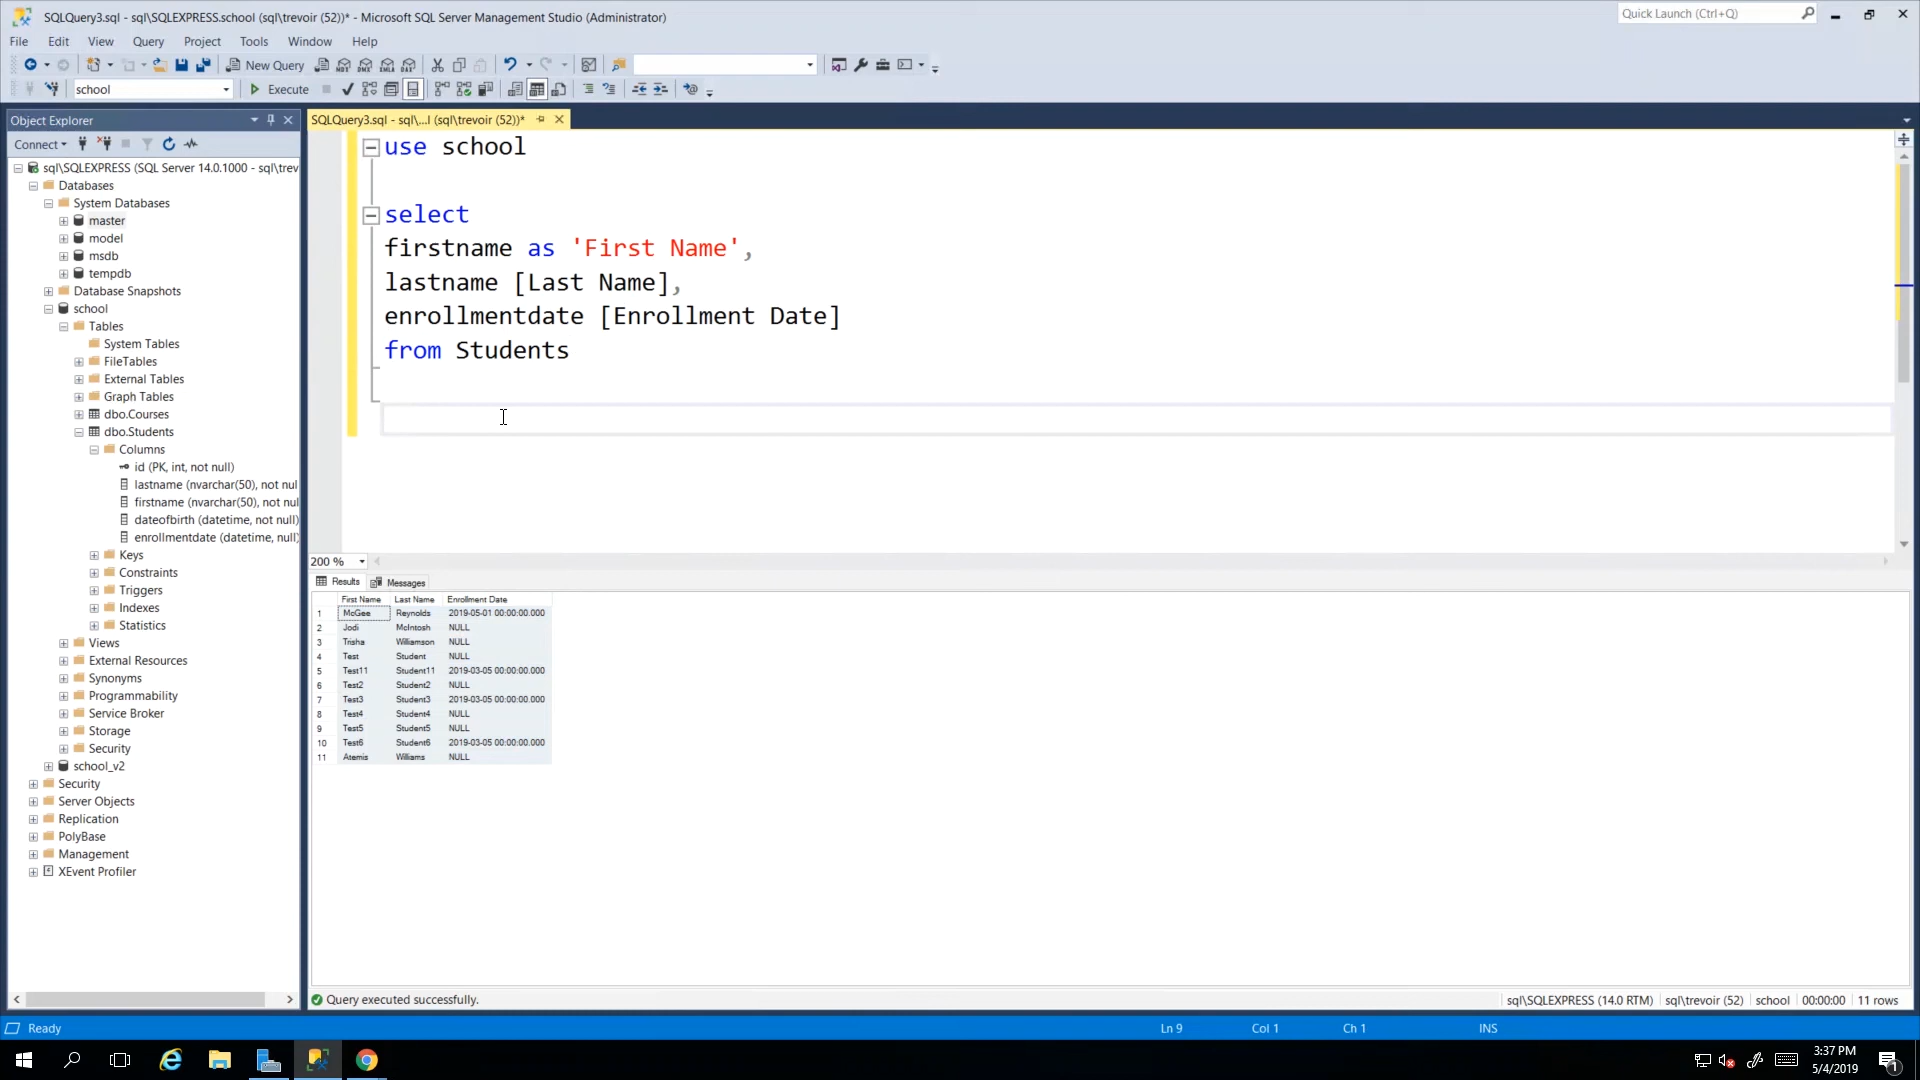 SQLQuery3.sql - sql\SQLEXPRESS.school (sql\trevoir (52))* - Microsoft SQL Server Management Studio (Administrator)
Quick Launch (Ctrl+Q)
File Edit View Query Project Tools Window Help
New Query
school
Execute
Object Explorer
SQLQuery3.sql - sql\...l (sql\trevoir (52))*
Connect
sql\SQLEXPRESS (SQL Server 14.0.1000 - sql\trev
Databases
System Databases
master
model
msdb
tempdb
Database Snapshots
school
Tables
System Tables
FileTables
External Tables
Graph Tables
dbo.Courses
dbo.Students
Columns
id (PK, int, not null)
lastname (nvarchar(50), not nul
firstname (nvarchar(50), not nul
dateofbirth (datetime, not null)
enrollmentdate (datetime, null)
Keys
Constraints
Triggers
Indexes
Statistics
Views
External Resources
Synonyms
Programmability
Service Broker
Storage
Security
school_v2
Security
Server Objects
Replication
PolyBase
Management
XEvent Profiler
use school
select
firstname as 'First Name',
lastname [Last Name],
enrollmentdate [Enrollment Date]
from Students
200 %
Results Messages
First Name Last Name Enrollment Date
1 McGee Reynolds 2019-05-01 00:00:00.000
2 Jodi McIntosh NULL
3 Trisha Williamson NULL
4 Test Student NULL
5 Test11 Student11 2019-03-05 00:00:00.000
6 Test2 Student2 NULL
7 Test3 Student3 2019-03-05 00:00:00.000
8 Test4 Student4 NULL
9 Test5 Student5 NULL
10 Test6 Student6 2019-03-05 00:00:00.000
11 Atemis Williams NULL
Query executed successfully.
sql\SQLEXPRESS (14.0 RTM) sql\trevoir (52) school 00:00:00 11 rows
Ready
Ln 9 Col 1 Ch 1 INS
3:37 PM
5/4/2019
1